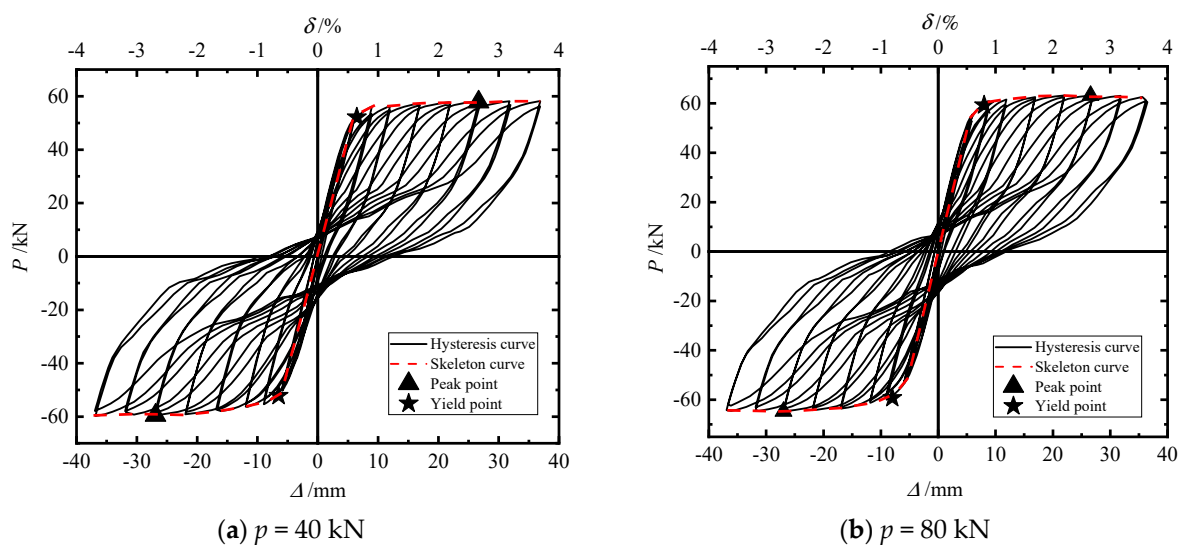 δ/%
-4 -3 -2 -1 0 1 2 3 4
60
40
20
0
-20
-40
-60
P /kN
Hysteresis curve
Skeleton curve
Peak point
Yield point
-40 -30 -20 -10 0 10 20 30 40
Δ/mm
(a) p = 40 kN
δ/%
-4 -3 -2 -1 0 1 2 3 4
60
40
20
0
-20
-40
-60
P /kN
Hysteresis curve
Skeleton curve
Peak point
Yield point
-40 -30 -20 -10 0 10 20 30 40
Δ/mm
(b) p = 80 kN